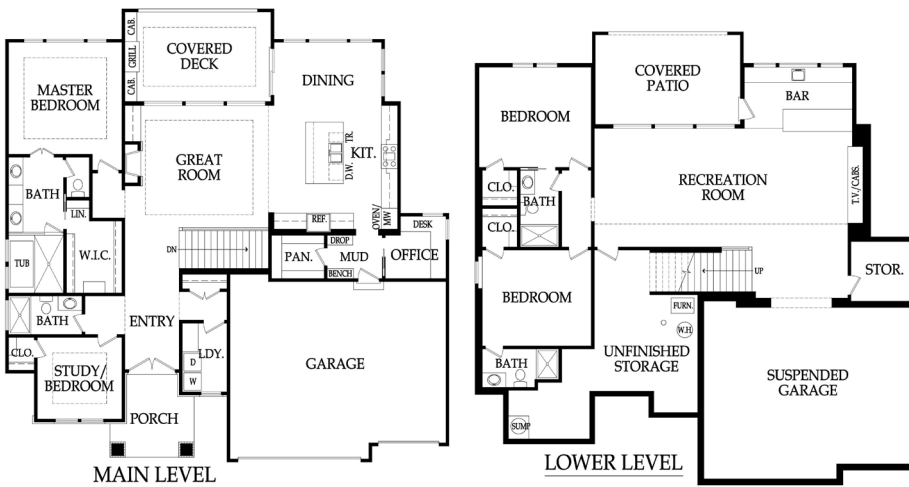 CAB.
GRILL
CAB.
COVERED
DECK
MASTER
BEDROOM
DINING
GREAT
ROOM
TR.
D.W.
KIT.
BATH
LIN.
REF.
OVEN/
MW
DESK
TUB
W.I.C.
DN
PAN.
DROP
MUD
BENCH
OFFICE
BATH
ENTRY
CLO.
STUDY/
BEDROOM
LDY.
D
W
GARAGE
PORCH
MAIN LEVEL
COVERED
PATIO
BAR
BEDROOM
CLO.
BATH
CLO.
RECREATION
ROOM
T.V./CABS.
UP
STOR.
BEDROOM
FURN.
W.H.
BATH
UNFINISHED
STORAGE
SUSPENDED
GARAGE
SUMP
LOWER LEVEL